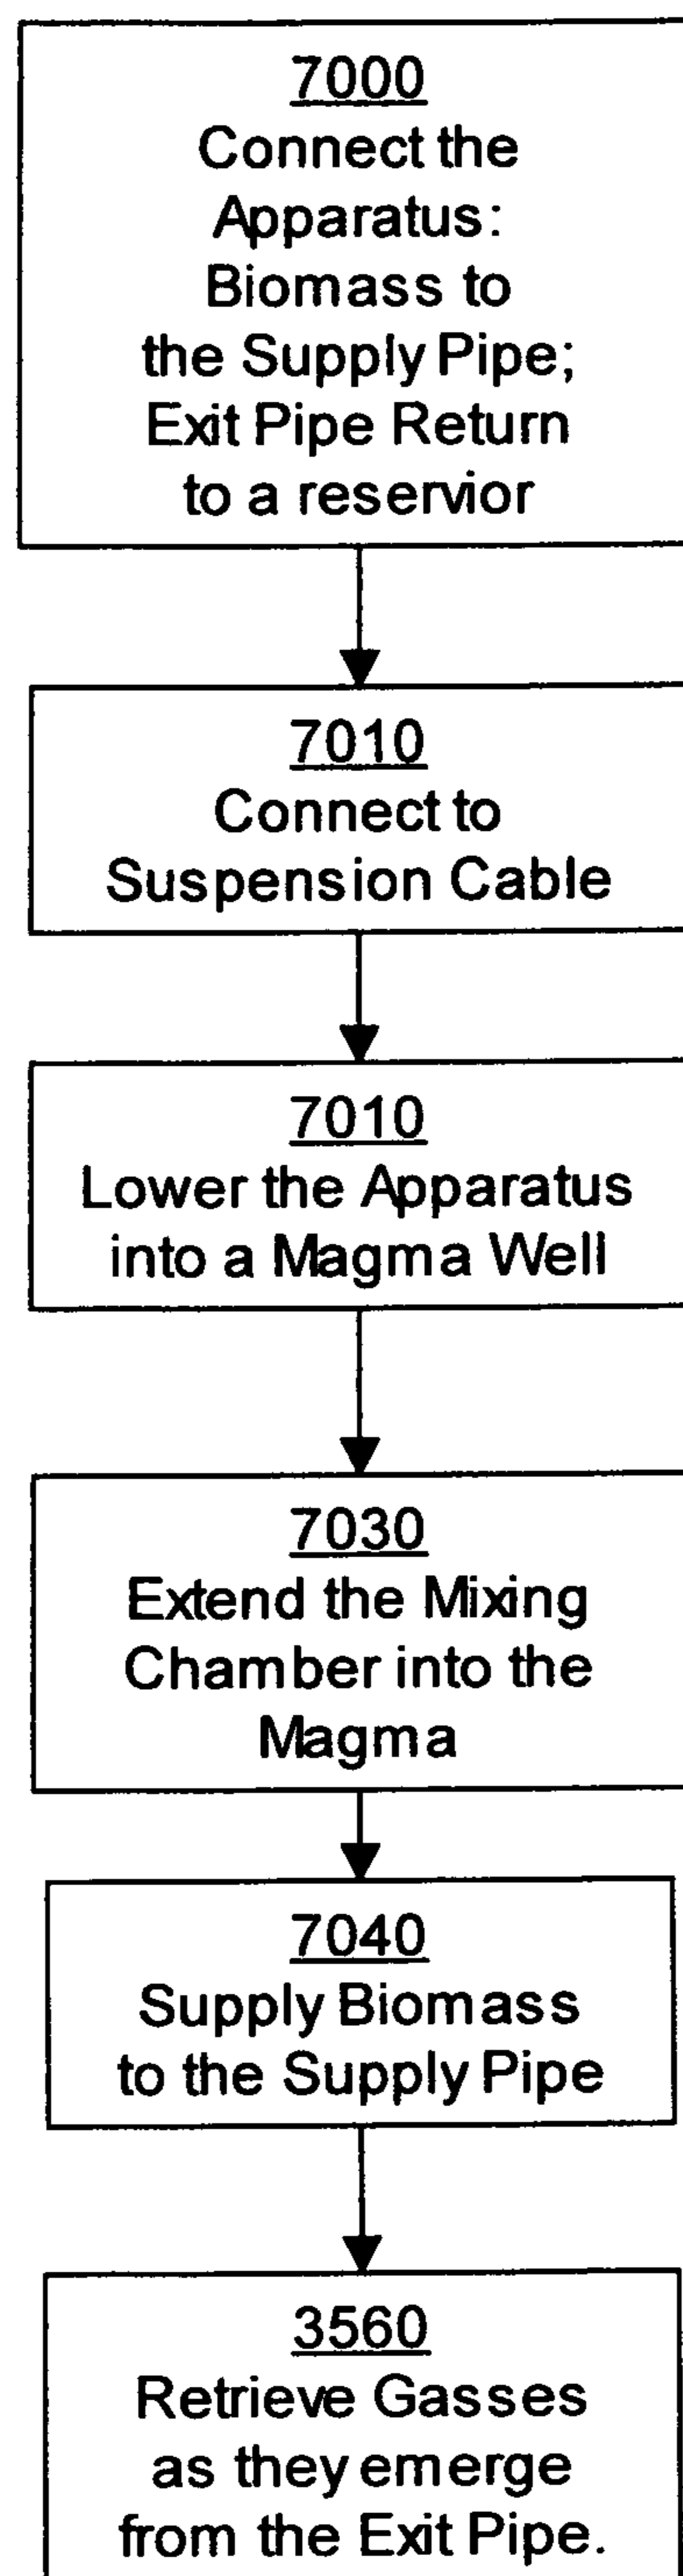 7000
Connect the
Apparatus:
Biomass to
the Supply Pipe;
Exit Pipe Return
to a reservior
7010
Connect to
Suspension Cable
7010
Lower the Apparatus
into a Magma Well
7030
Extend the Mixing
Chamber into the
Magma
7040
Supply Biomass
to the Supply Pipe
3560
Retrieve Gasses
as they emerge
from the Exit Pipe.